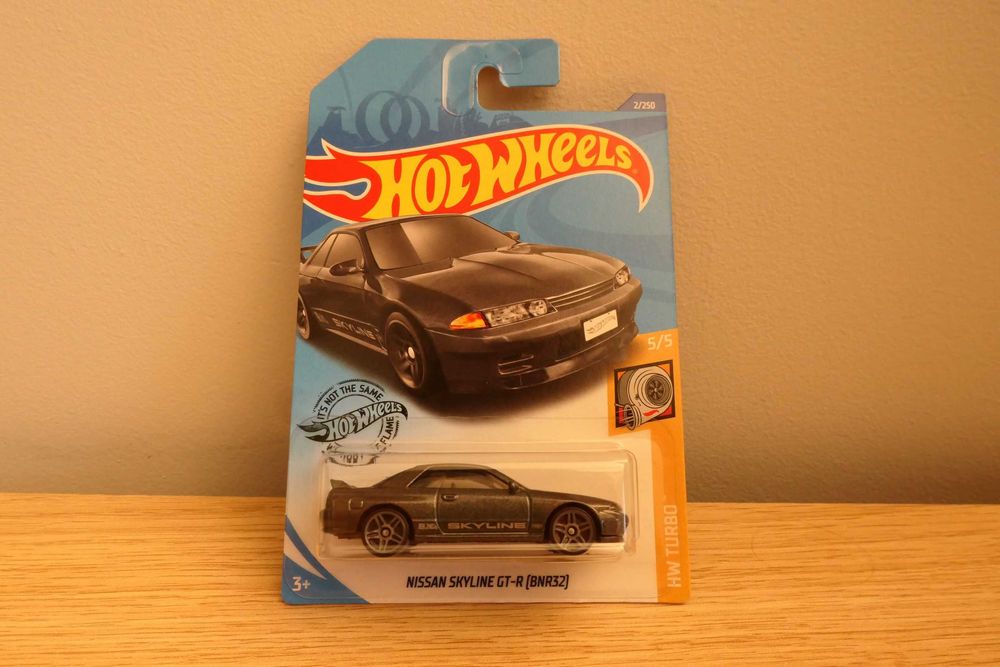 2/250
HOT WHEELS
SKYLINE
5/5
IT'S NOT THE SAME
HOT WHEELS
FLAME
SKYLINE
HW TURBO
3+
NISSAN SKYLINE GT-R (BNR32)